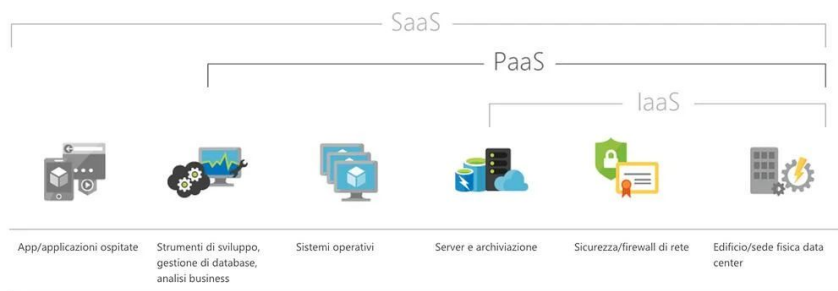 SaaS
PaaS
IaaS
App/applicazioni ospitate
Strumenti di sviluppo,
gestione di database,
analisi business
Sistemi operativi
Server e archiviazione
Sicurezza/firewall di rete
Edificio/sede fisica data
center